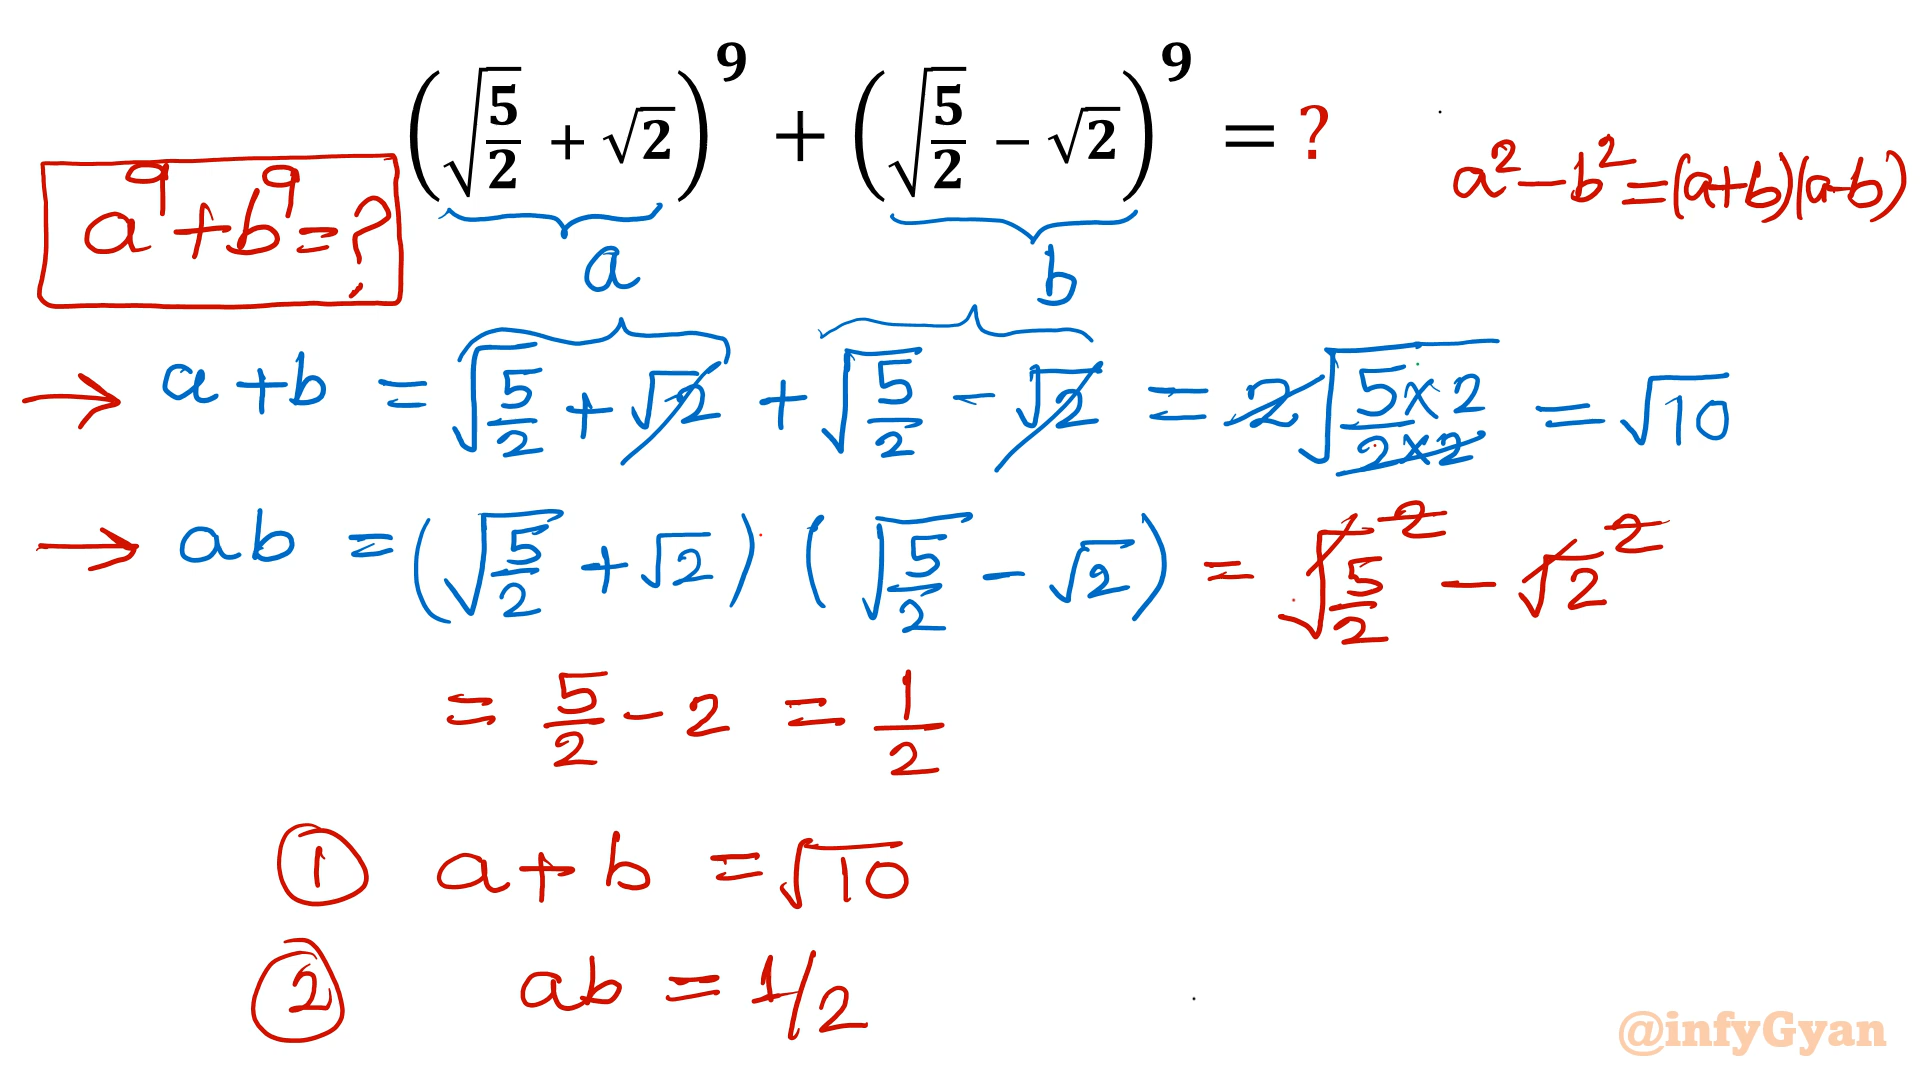 (√(5/2) + √2)⁹ + (√(5/2) − √2)⁹ = ?
a⁹ + b⁹ = ?
a² − b² = (a+b)(a−b)
a
b
→ a + b = √(5/2) + √2 + √(5/2) − √2 = 2√(5×2/2×2) = √10
→ ab = (√(5/2) + √2) (√(5/2) − √2) = √(5/2)² − √2²
= 5/2 − 2 = 1/2
① a + b = √10
② ab = 1/2
@infyGyan